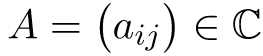 A = (a_{ij}) ∈ ℂ